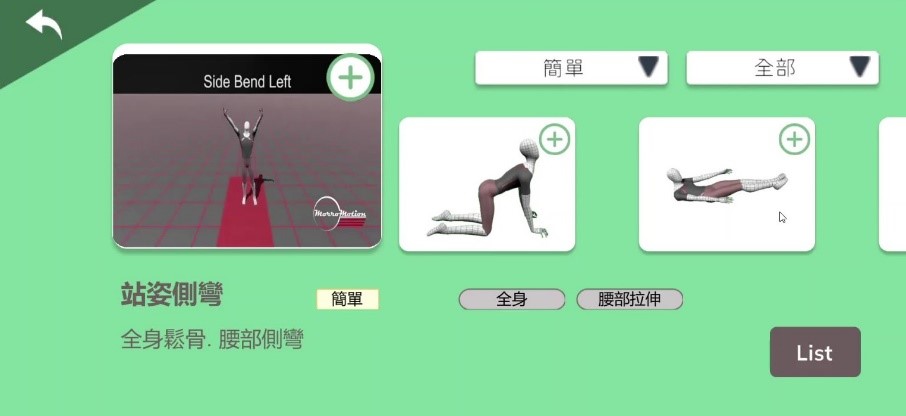 Side Bend Left
簡單
全部
MorroMotion
站姿側彎
簡單
全身
腰部拉伸
全身鬆骨. 腰部側彎
List